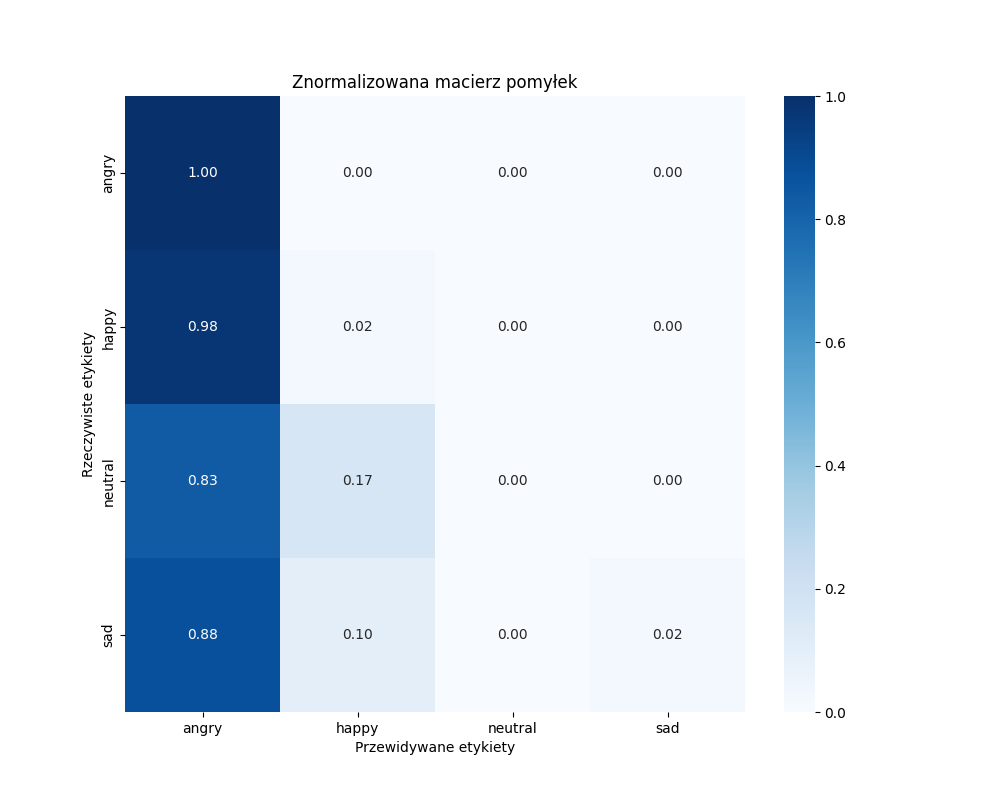 Znormalizowana macierz pomyłek
Rzeczywiste etykiety
angry
1.00 0.00 0.00 0.00
happy
0.98 0.02 0.00 0.00
neutral
0.83 0.17 0.00 0.00
sad
0.88 0.10 0.00 0.02
angry happy neutral sad
Przewidywane etykiety
1.0
0.8
0.6
0.4
0.2
0.0